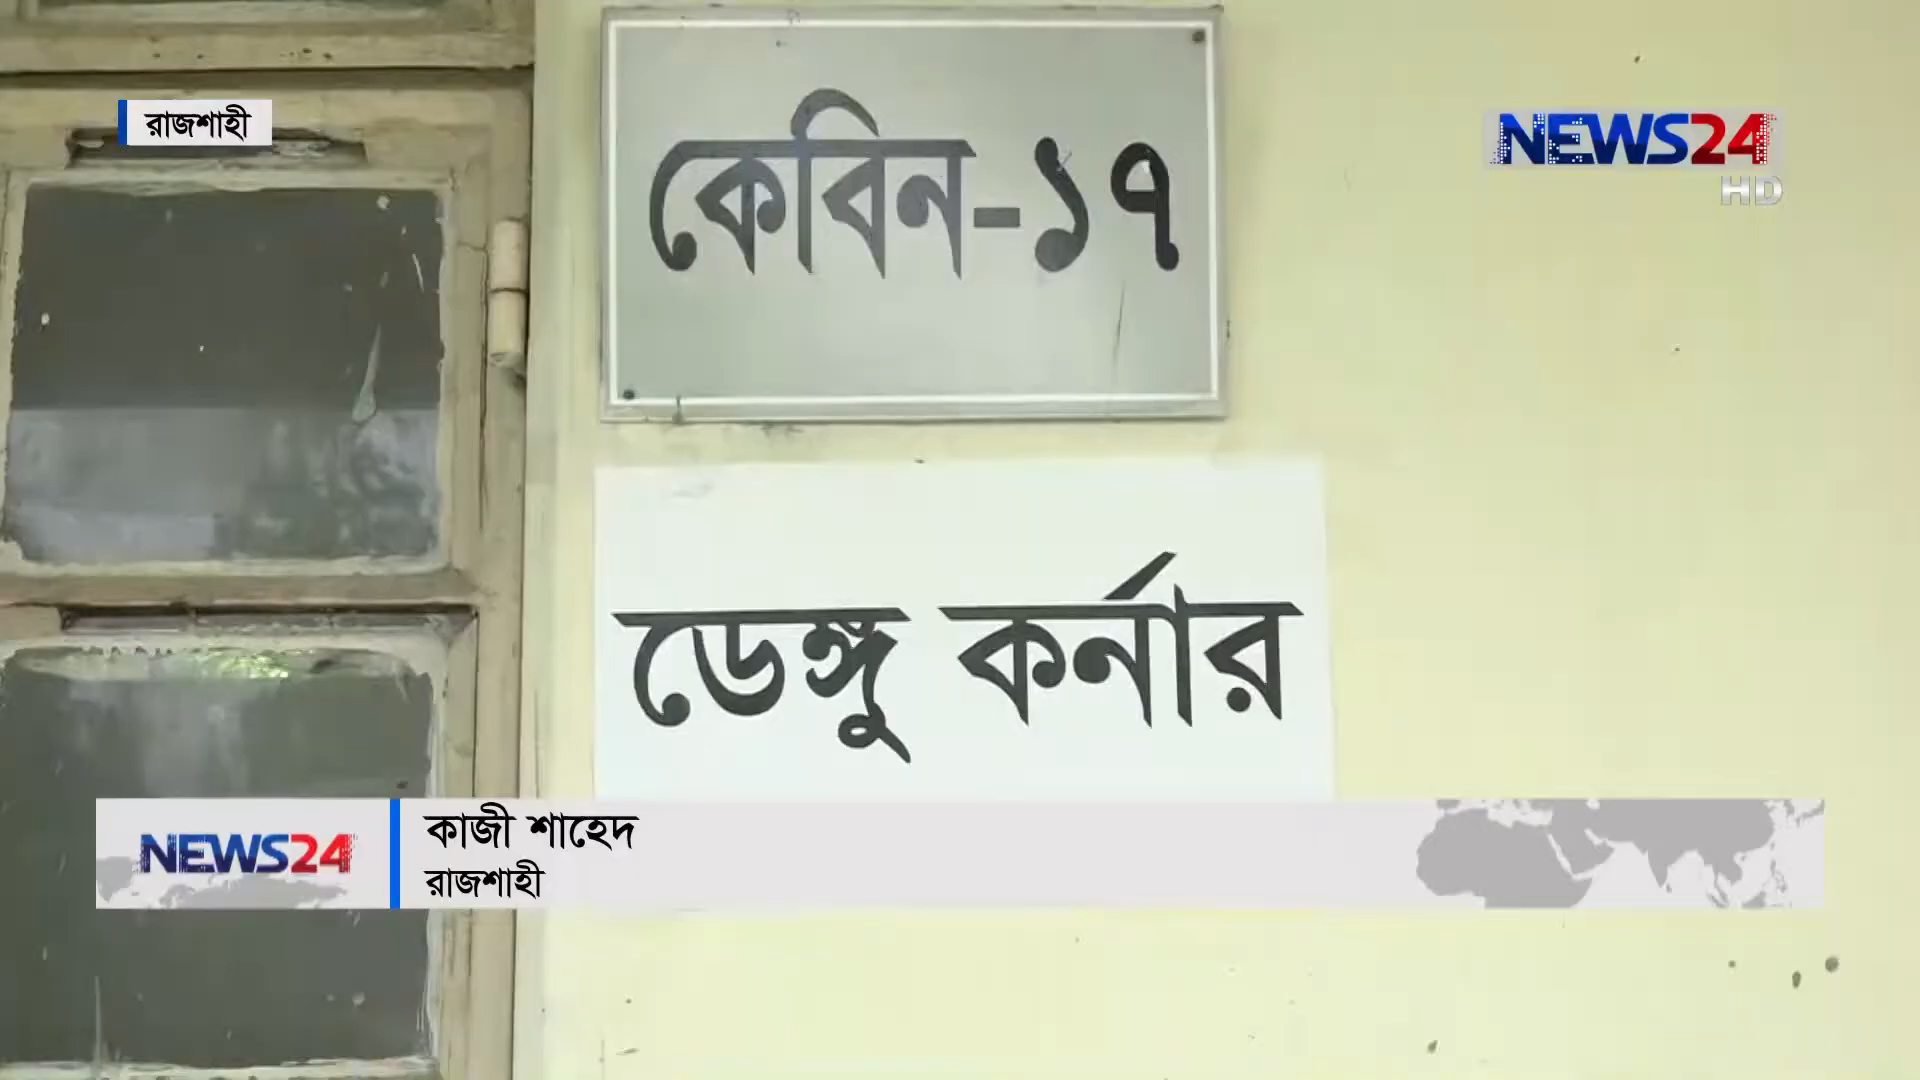 রাজশাহী
কেবিন-১৭
NEWS24
HD
ডেঙ্গু কর্নার
NEWS24
কাজী শাহেদ
রাজশাহী